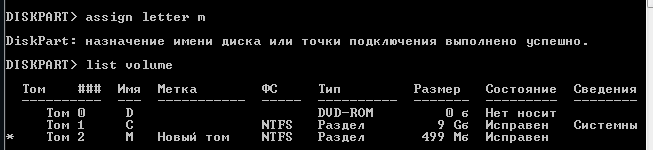 DISKPART> assign letter m
DiskPart: назначение имени диска или точки подключения выполнено успешно.
DISKPART> list volume
Том ### Имя Метка ФС Тип Размер Состояние Сведения
---------- --- ----------- ----- ---------- ------- --------- --------
Том 0 D DVD-ROM 0 б Нет носит
Том 1 C NTFS Раздел 9 Gб Исправен Системны
* Том 2 M Новый том NTFS Раздел 499 Mб Исправен